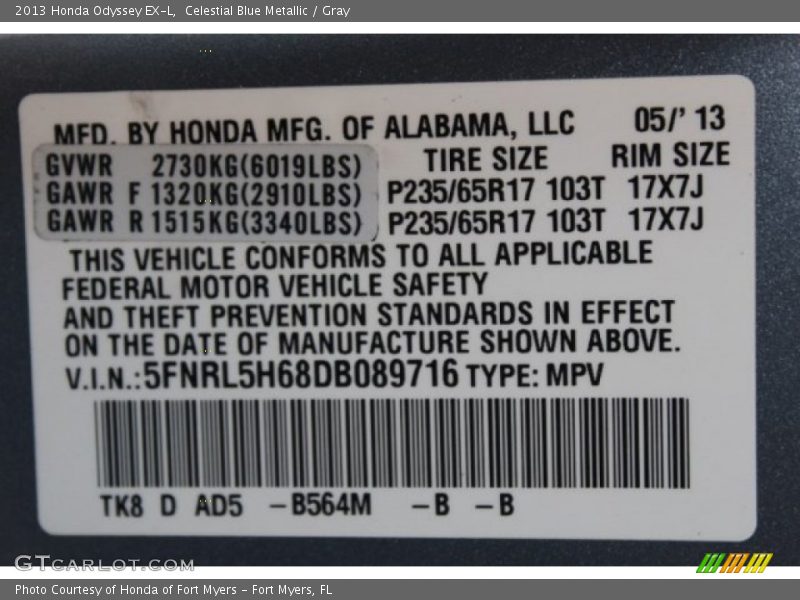 2013 Honda Odyssey EX-L, Celestial Blue Metallic / Gray
MFD. BY HONDA MFG. OF ALABAMA, LLC 05/' 13
GVWR 2730KG(6019LBS) TIRE SIZE RIM SIZE
GAWR F 1320KG(2910LBS) P235/65R17 103T 17X7J
GAWR R 1515KG(3340LBS) P235/65R17 103T 17X7J
THIS VEHICLE CONFORMS TO ALL APPLICABLE
FEDERAL MOTOR VEHICLE SAFETY
AND THEFT PREVENTION STANDARDS IN EFFECT
ON THE DATE OF MANUFACTURE SHOWN ABOVE.
V.I.N.:5FNRL5H68DB089716 TYPE: MPV
TK8 D AD5 -B564M -B -B
GTCARLOT.COM
Photo Courtesy of Honda of Fort Myers - Fort Myers, FL